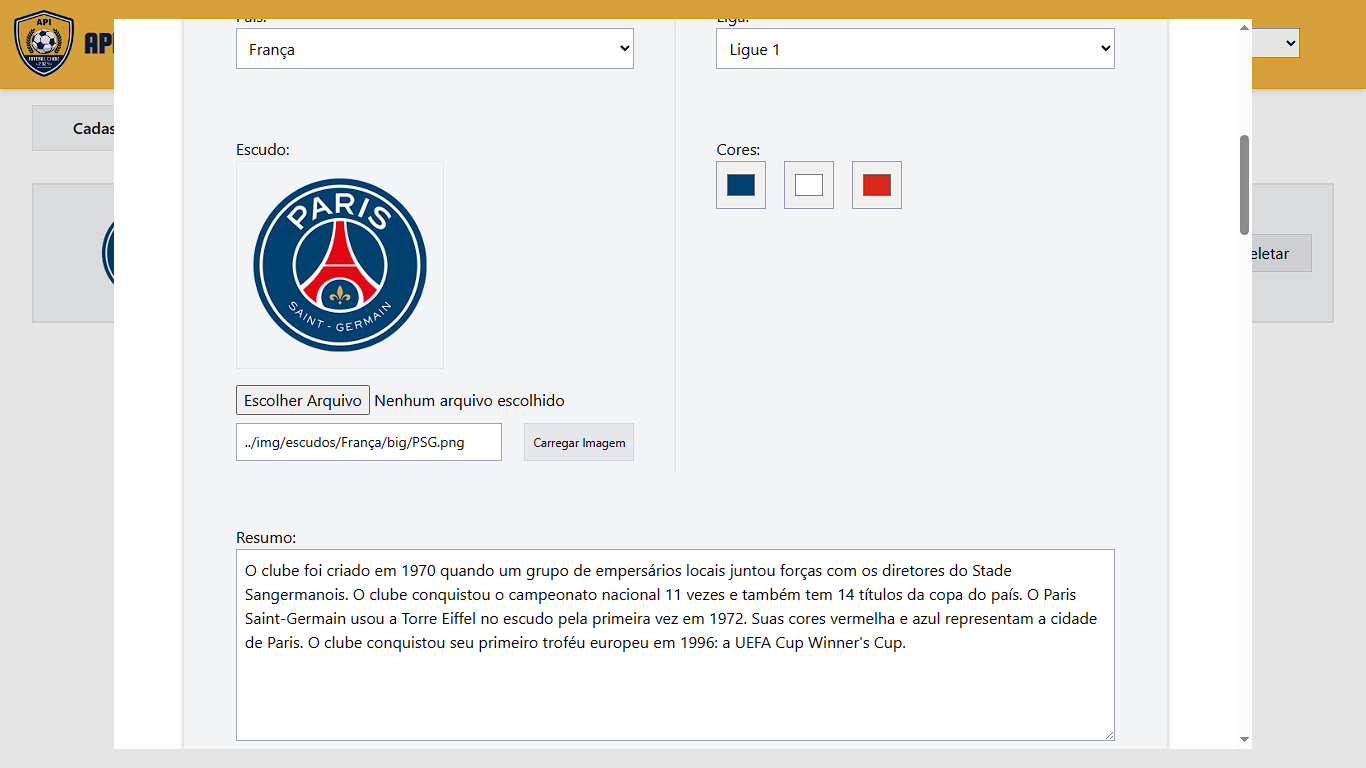 API
FUTEBOL CLUBE
API
País:
Liga:
França
Ligue 1
Cadas
Escudo:
Cores:
PARIS
SAINT - GERMAIN
eletar
Escolher Arquivo Nenhum arquivo escolhido
../img/escudos/França/big/PSG.png
Carregar Imagem
Resumo:
O clube foi criado em 1970 quando um grupo de empersários locais juntou forças com os diretores do Stade
Sangermanois. O clube conquistou o campeonato nacional 11 vezes e também tem 14 títulos da copa do país. O Paris
Saint-Germain usou a Torre Eiffel no escudo pela primeira vez em 1972. Suas cores vermelha e azul representam a cidade
de Paris. O clube conquistou seu primeiro troféu europeu em 1996: a UEFA Cup Winner's Cup.